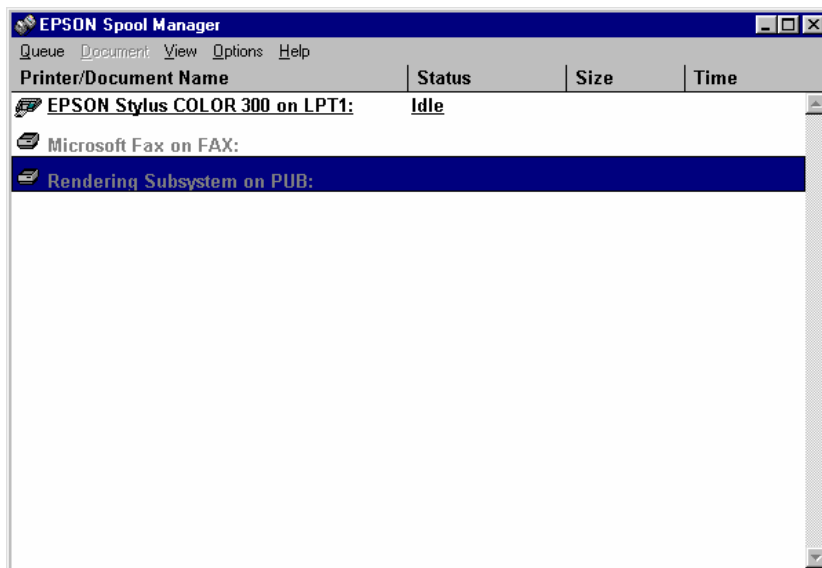 EPSON Spool Manager
Queue Document View Options Help
Printer/Document Name Status Size Time
EPSON Stylus COLOR 300 on LPT1: Idle
Microsoft Fax on FAX:
Rendering Subsystem on PUB: